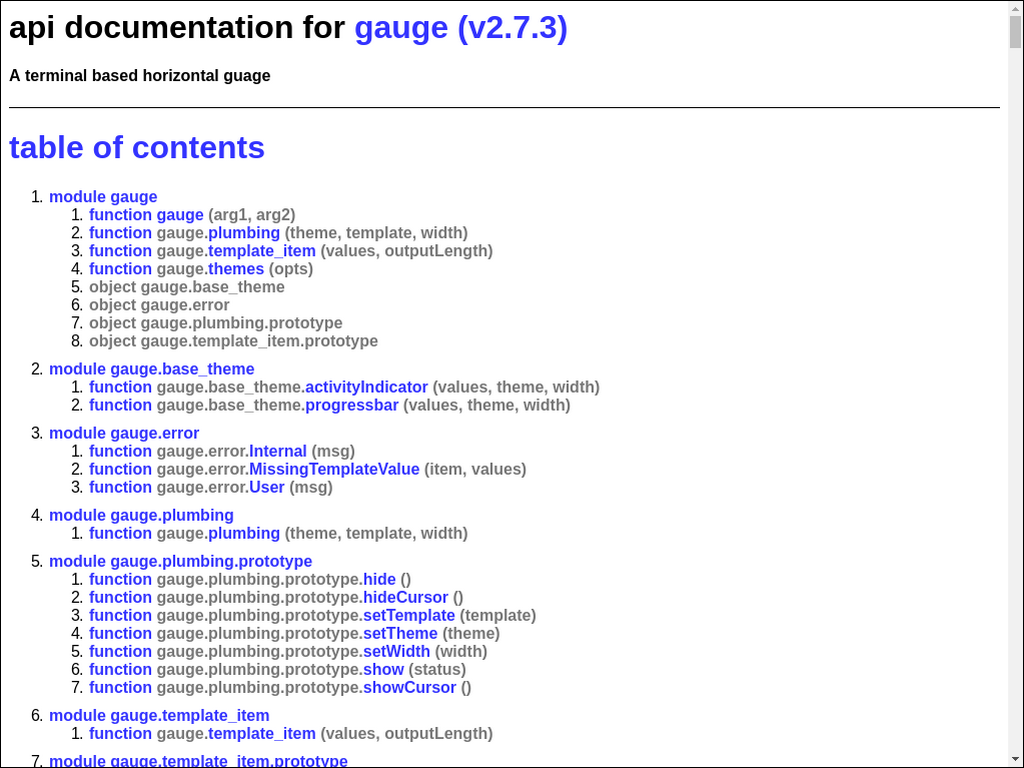 api documentation for gauge (v2.7.3)
A terminal based horizontal guage
table of contents
1. module gauge
1. function gauge (arg1, arg2)
2. function gauge.plumbing (theme, template, width)
3. function gauge.template_item (values, outputLength)
4. function gauge.themes (opts)
5. object gauge.base_theme
6. object gauge.error
7. object gauge.plumbing.prototype
8. object gauge.template_item.prototype
2. module gauge.base_theme
1. function gauge.base_theme.activityIndicator (values, theme, width)
2. function gauge.base_theme.progressbar (values, theme, width)
3. module gauge.error
1. function gauge.error.Internal (msg)
2. function gauge.error.MissingTemplateValue (item, values)
3. function gauge.error.User (msg)
4. module gauge.plumbing
1. function gauge.plumbing (theme, template, width)
5. module gauge.plumbing.prototype
1. function gauge.plumbing.prototype.hide ()
2. function gauge.plumbing.prototype.hideCursor ()
3. function gauge.plumbing.prototype.setTemplate (template)
4. function gauge.plumbing.prototype.setTheme (theme)
5. function gauge.plumbing.prototype.setWidth (width)
6. function gauge.plumbing.prototype.show (status)
7. function gauge.plumbing.prototype.showCursor ()
6. module gauge.template_item
1. function gauge.template_item (values, outputLength)
7. module gauge.template_item.prototype